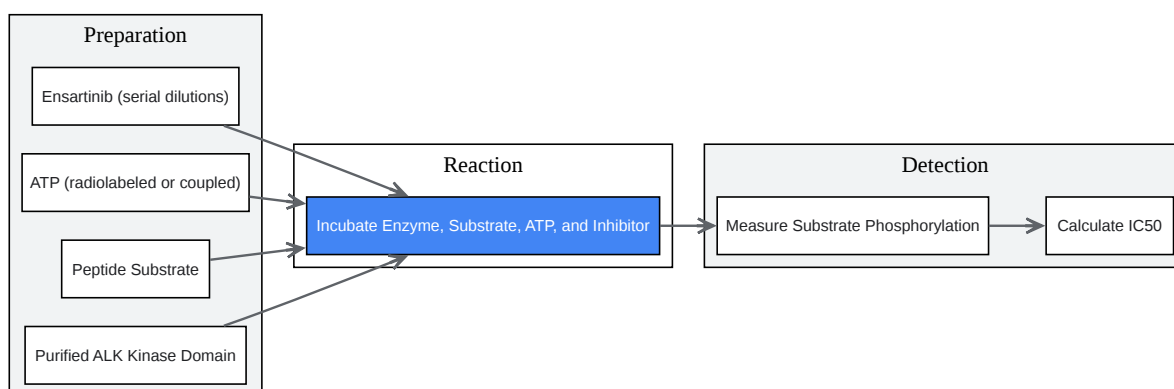 Preparation
Ensartinib (serial dilutions)
ATP (radiolabeled or coupled)
Peptide Substrate
Purified ALK Kinase Domain
Reaction
Incubate Enzyme, Substrate, ATP, and Inhibitor
Detection
Measure Substrate Phosphorylation
Calculate IC50